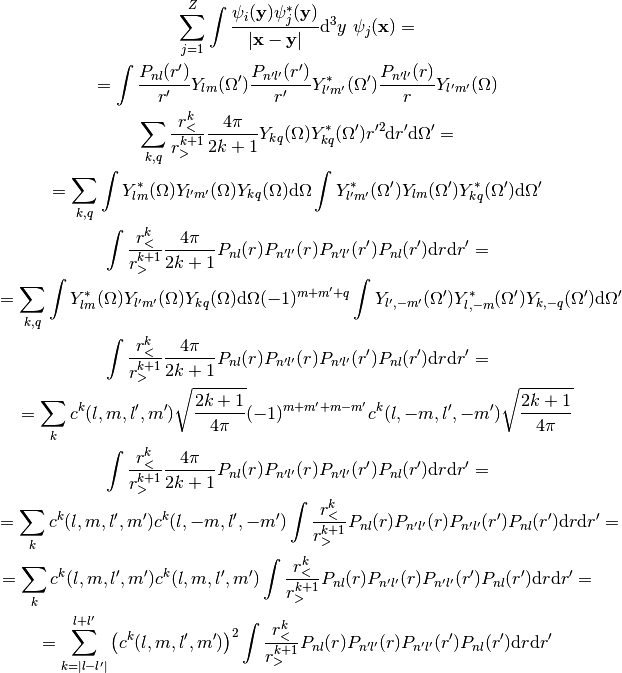 \sum_{j=1}^{Z} \int \frac{\psi_i(\mathbf{y})\psi_j^*(\mathbf{y})}{|\mathbf{x}-\mathbf{y}|} \mathrm{d}^3y \ \psi_j(\mathbf{x}) =
= \int \frac{P_{nl}(r')}{r'} Y_{lm}(\Omega') \frac{P_{n'l'}(r')}{r'} Y_{l'm'}^*(\Omega') \frac{P_{n'l'}(r)}{r} Y_{l'm'}(\Omega)
\sum_{k,q} \frac{r_<^k}{r_>^{k+1}} \frac{4\pi}{2k+1} Y_{kq}(\Omega) Y_{kq}^*(\Omega') r'^2 \mathrm{d}r' \mathrm{d}\Omega' =
= \sum_{k,q} \int Y_{lm}^*(\Omega) Y_{l'm'}(\Omega) Y_{kq}(\Omega) \mathrm{d}\Omega \int Y_{l'm'}^*(\Omega') Y_{lm}(\Omega') Y_{kq}^*(\Omega') \mathrm{d}\Omega'
\int \frac{r_<^k}{r_>^{k+1}} \frac{4\pi}{2k+1} P_{nl}(r) P_{n'l'}(r) P_{n'l'}(r') P_{nl}(r') \mathrm{d}r \mathrm{d}r' =
= \sum_{k,q} \int Y_{lm}^*(\Omega) Y_{l'm'}(\Omega) Y_{kq}(\Omega) \mathrm{d}\Omega (-1)^{m+m'+q} \int Y_{l',-m'}(\Omega') Y_{l,-m}^*(\Omega') Y_{k,-q}(\Omega') \mathrm{d}\Omega'
\int \frac{r_<^k}{r_>^{k+1}} \frac{4\pi}{2k+1} P_{nl}(r) P_{n'l'}(r) P_{n'l'}(r') P_{nl}(r') \mathrm{d}r \mathrm{d}r' =
= \sum_k c^k(l,m,l',m') \sqrt{\frac{2k+1}{4\pi}} (-1)^{m+m'+m-m'} c^k(l,-m,l',-m') \sqrt{\frac{2k+1}{4\pi}}
\int \frac{r_<^k}{r_>^{k+1}} \frac{4\pi}{2k+1} P_{nl}(r) P_{n'l'}(r) P_{n'l'}(r') P_{nl}(r') \mathrm{d}r \mathrm{d}r' =
= \sum_k c^k(l,m,l',m') c^k(l,-m,l',-m') \int \frac{r_<^k}{r_>^{k+1}} P_{nl}(r) P_{n'l'}(r) P_{n'l'}(r') P_{nl}(r') \mathrm{d}r \mathrm{d}r' =
= \sum_k c^k(l,m,l',m') c^k(l,m,l',m') \int \frac{r_<^k}{r_>^{k+1}} P_{nl}(r) P_{n'l'}(r) P_{n'l'}(r') P_{nl}(r') \mathrm{d}r \mathrm{d}r' =
= \sum_{k=|l-l'|}^{l+l'} \left(c^k(l,m,l',m')\right)^2 \int \frac{r_<^k}{r_>^{k+1}} P_{nl}(r) P_{n'l'}(r) P_{n'l'}(r') P_{nl}(r') \mathrm{d}r \mathrm{d}r'